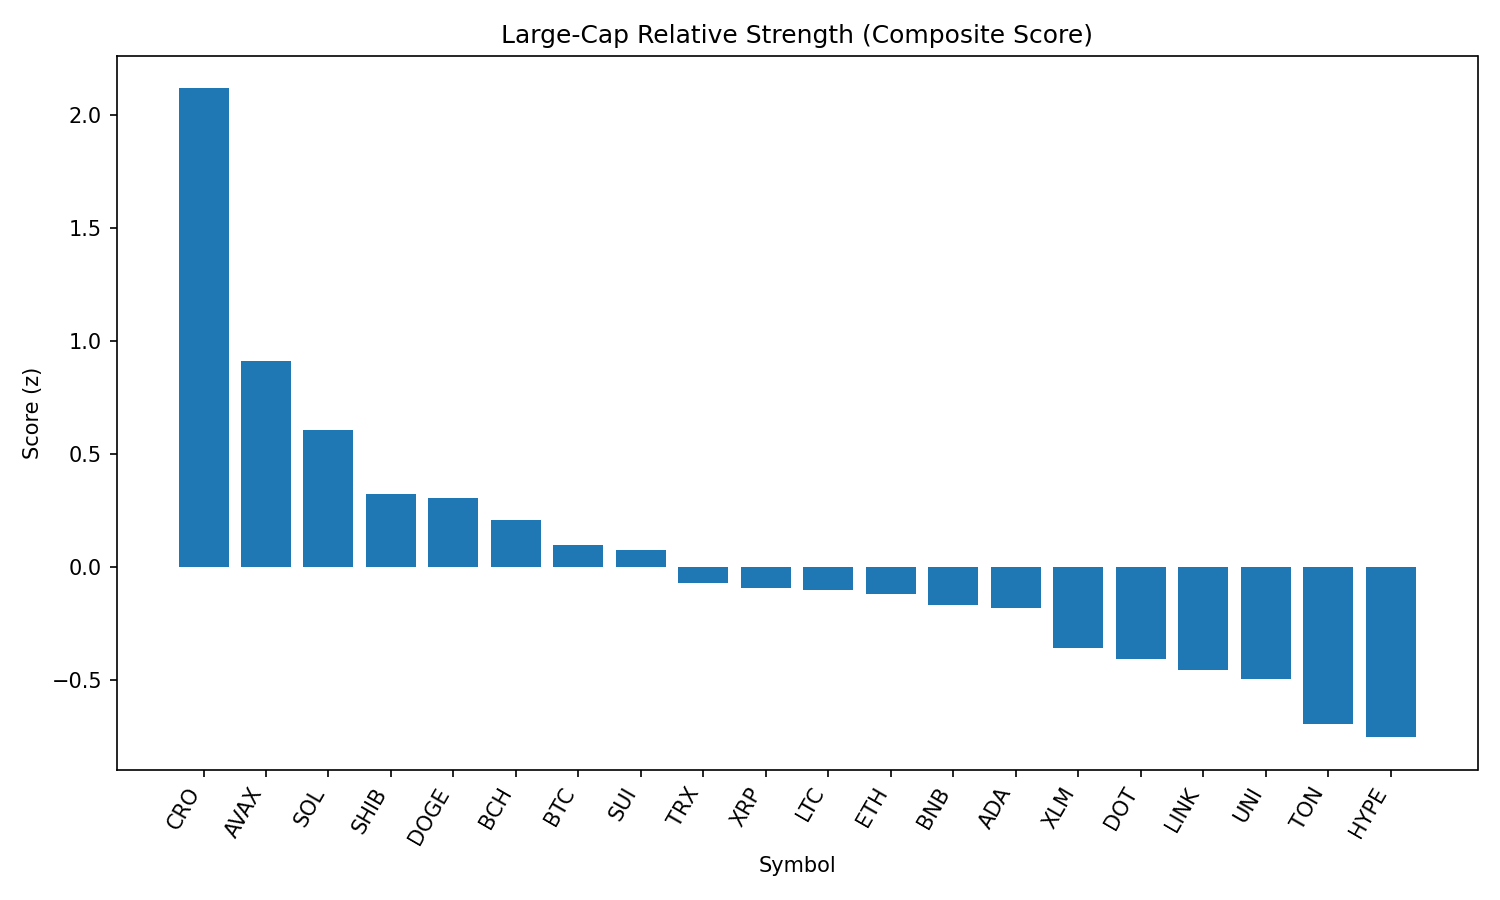 Large-Cap Relative Strength (Composite Score)
2.0
1.5
1.0
0.5
0.0
−0.5
Score (z)
CRO
AVAX
SOL
SHIB
DOGE
BCH
BTC
SUI
TRX
XRP
LTC
ETH
BNB
ADA
XLM
DOT
LINK
UNI
TON
HYPE
Symbol